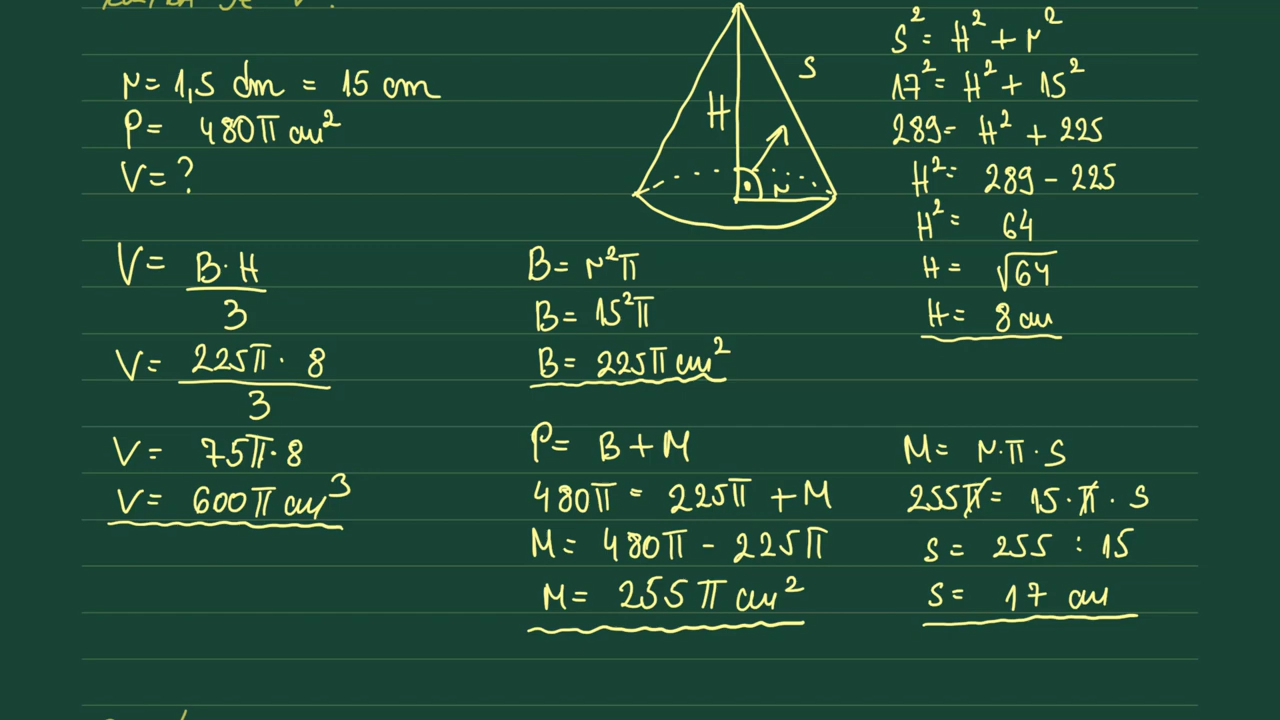 r = 1,5 dm = 15 cm
P = 480π cm²
V = ?
V = B · H / 3
V = 225π · 8 / 3
V = 75π · 8
V = 600π cm³
H
s
r
B = r²π
B = 15²π
B = 225π cm²
P = B + M
480π = 225π + M
M = 480π - 225π
M = 255π cm²
s² = H² + r²
17² = H² + 15²
289 = H² + 225
H² = 289 - 225
H² = 64
H = √64
H = 8 cm
M = r · π · s
255π = 15 · π · s
s = 255 : 15
s = 17 cm